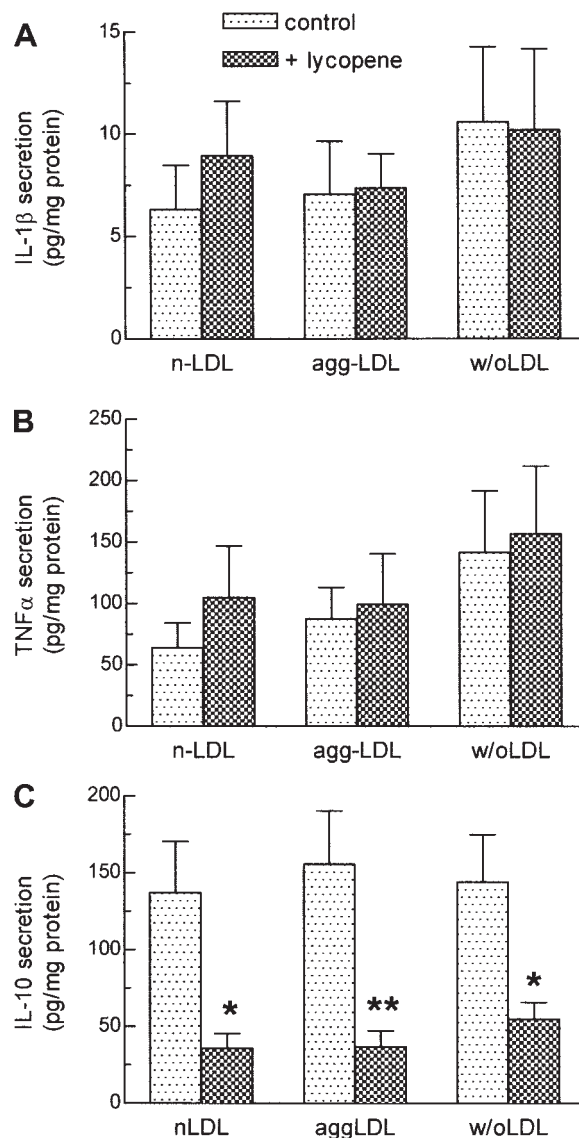 control
+ lycopene
A
IL-1β secretion
(pg/mg protein)
15
10
5
0
n-LDL agg-LDL w/oLDL
B
TNFα secretion
(pg/mg protein)
250
200
150
100
50
0
n-LDL agg-LDL w/oLDL
C
IL-10 secretion
(pg/mg protein)
200
150
100
50
0
* ** *
nLDL aggLDL w/oLDL